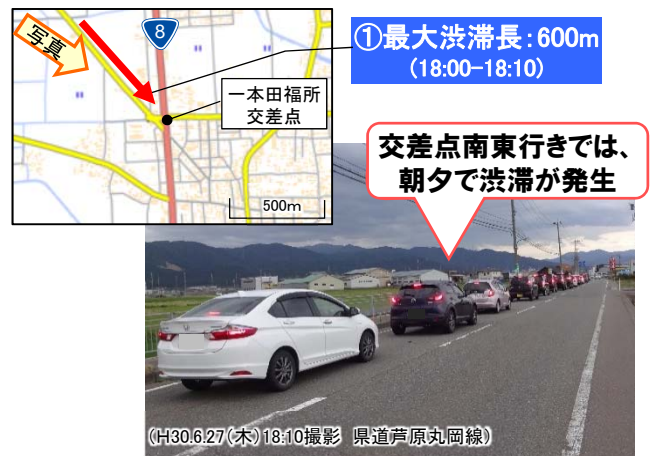 写真
8
①最大渋滞長：600m
(18:00-18:10)
一本田福所
交差点
500m
交差点南東行きでは、
朝夕で渋滞が発生
(H30.6.27(木)18:10撮影　県道芦原丸岡線)